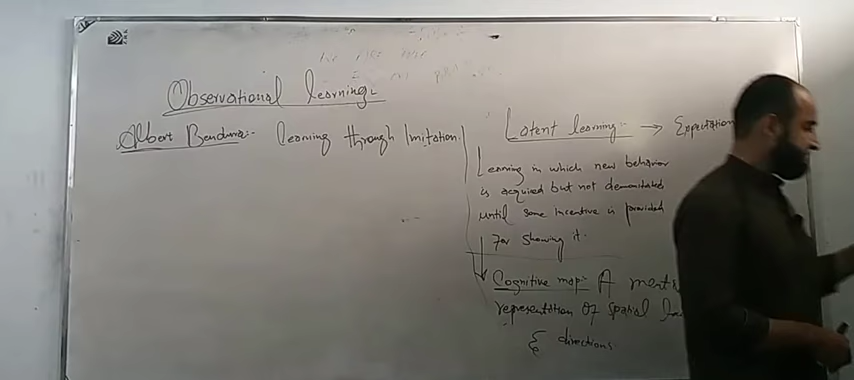 Observational learning:-
Albert Bandura:- learning through Imitation
Latent learning:- → Expectation
Learning in which new behavior
is acquired but not demonstrated
until some incentive is provided
for showing it.
Cognitive map:- A
representation of spatial
& directions.